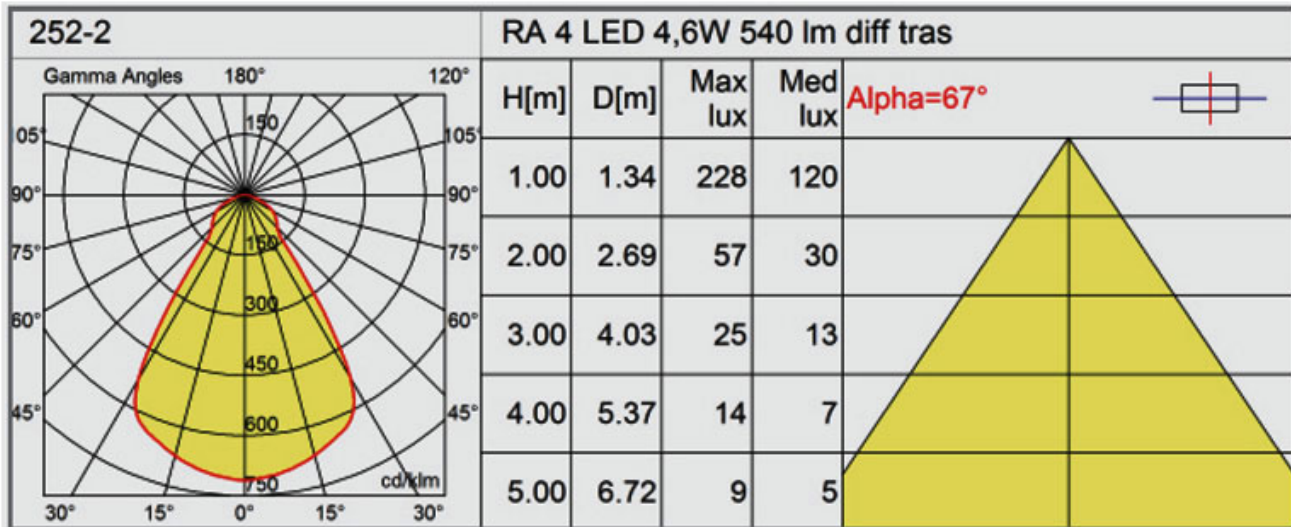 252-2
RA 4 LED 4,6W 540 lm diff tras
Gamma Angles 180° 120°
150
05° 105°
90° 90°
75° 150 75°
60° 300 60°
450
45° 600 45°
750 cd/klm
30° 15° 0° 15° 30°
H[m] D[m] Max lux Med lux Alpha=67°
1.00 1.34 228 120
2.00 2.69 57 30
3.00 4.03 25 13
4.00 5.37 14 7
5.00 6.72 9 5